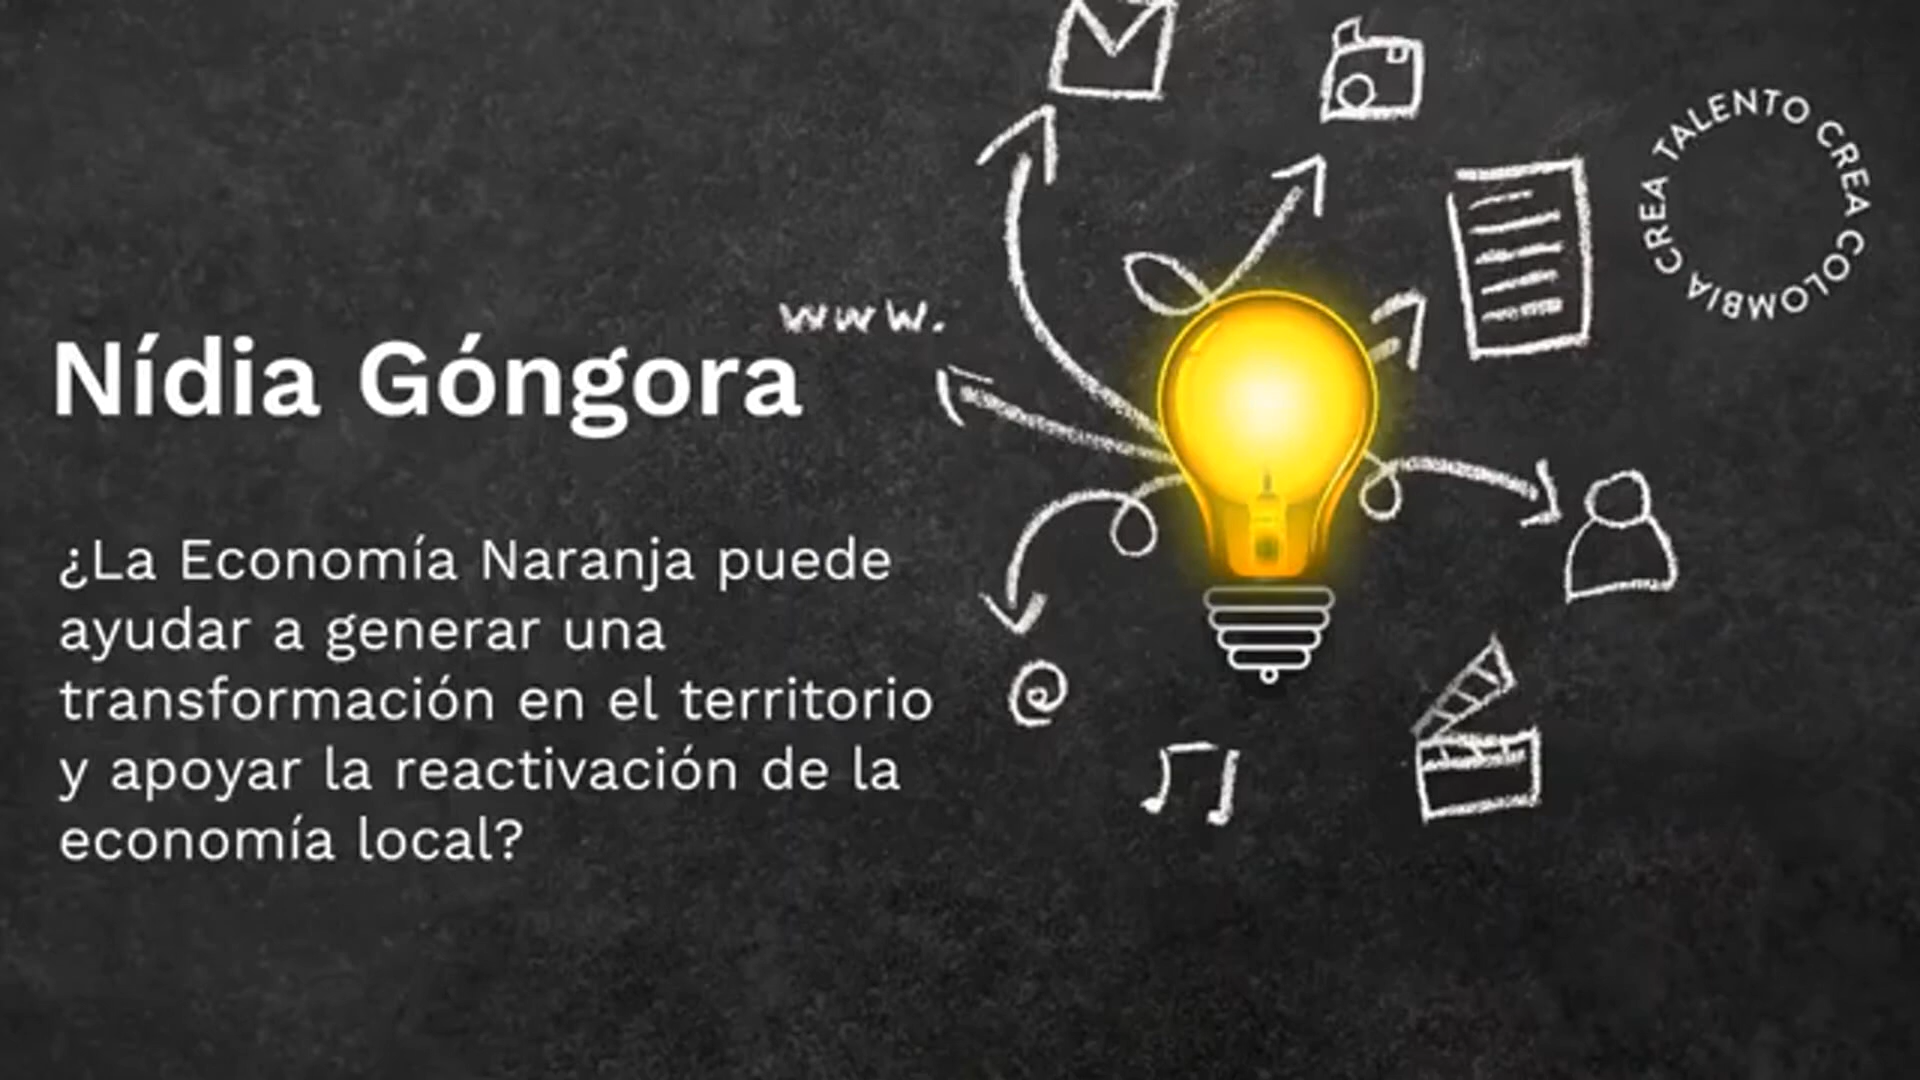 CREA TALENTO CREA COLOMBIA
www.
Nídia Góngora
¿La Economía Naranja puede
ayudar a generar una
transformación en el territorio
y apoyar la reactivación de la
economía local?
@